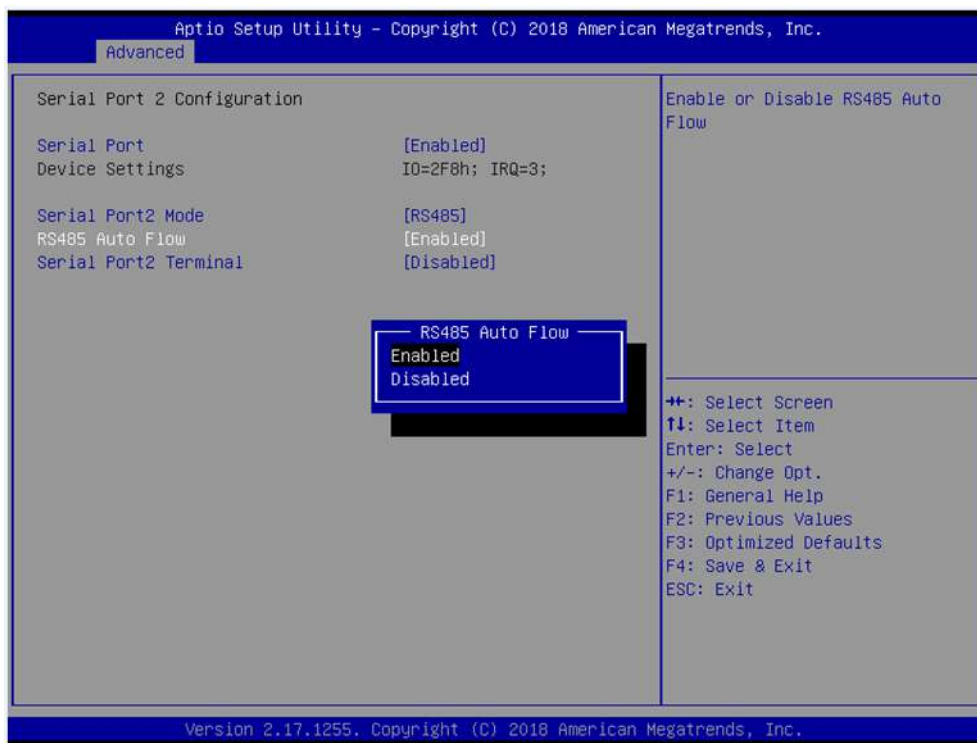 Aptio Setup Utility – Copyright (C) 2018 American Megatrends, Inc.
Advanced
Serial Port 2 Configuration
Serial Port [Enabled]
Device Settings IO=2F8h; IRQ=3;
Serial Port2 Mode [RS485]
RS485 Auto Flow [Enabled]
Serial Port2 Terminal [Disabled]
RS485 Auto Flow
Enabled
Disabled
Enable or Disable RS485 Auto
Flow
→←: Select Screen
↑↓: Select Item
Enter: Select
+/-: Change Opt.
F1: General Help
F2: Previous Values
F3: Optimized Defaults
F4: Save & Exit
ESC: Exit
Version 2.17.1255. Copyright (C) 2018 American Megatrends, Inc.